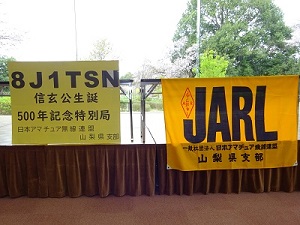 8J1TSN
信玄公生誕
500年記念特別局
日本アマチュア無線連盟
山梨県支部
JARL
一般社団法人日本アマチュア無線連盟
山梨県支部